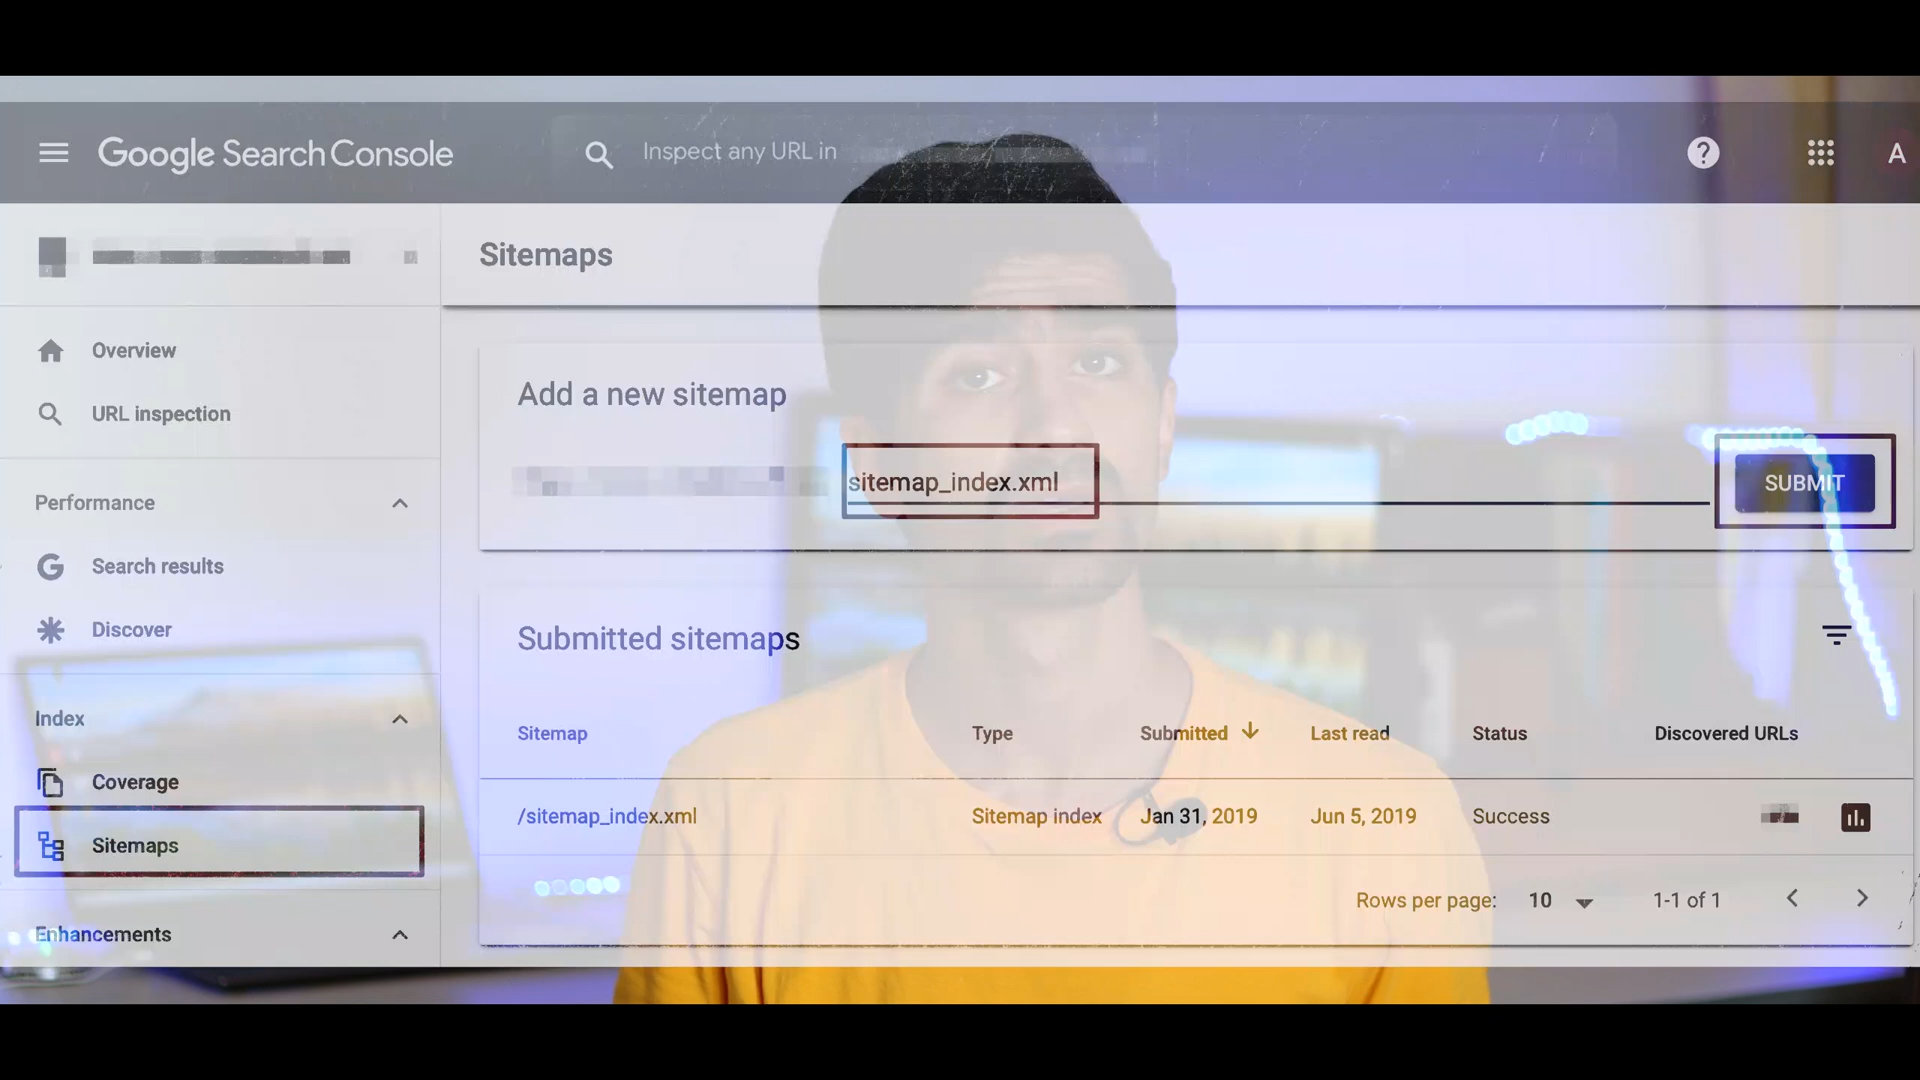 Google Search Console
Inspect any URL in
A
Sitemaps
Overview
URL inspection
Performance
Search results
Discover
Index
Coverage
Sitemaps
Enhancements
Add a new sitemap
sitemap_index.xml
SUBMIT
Submitted sitemaps
Sitemap Type Submitted Last read Status Discovered URLs
/sitemap_index.xml Sitemap index Jan 31, 2019 Jun 5, 2019 Success
Rows per page: 10 1-1 of 1